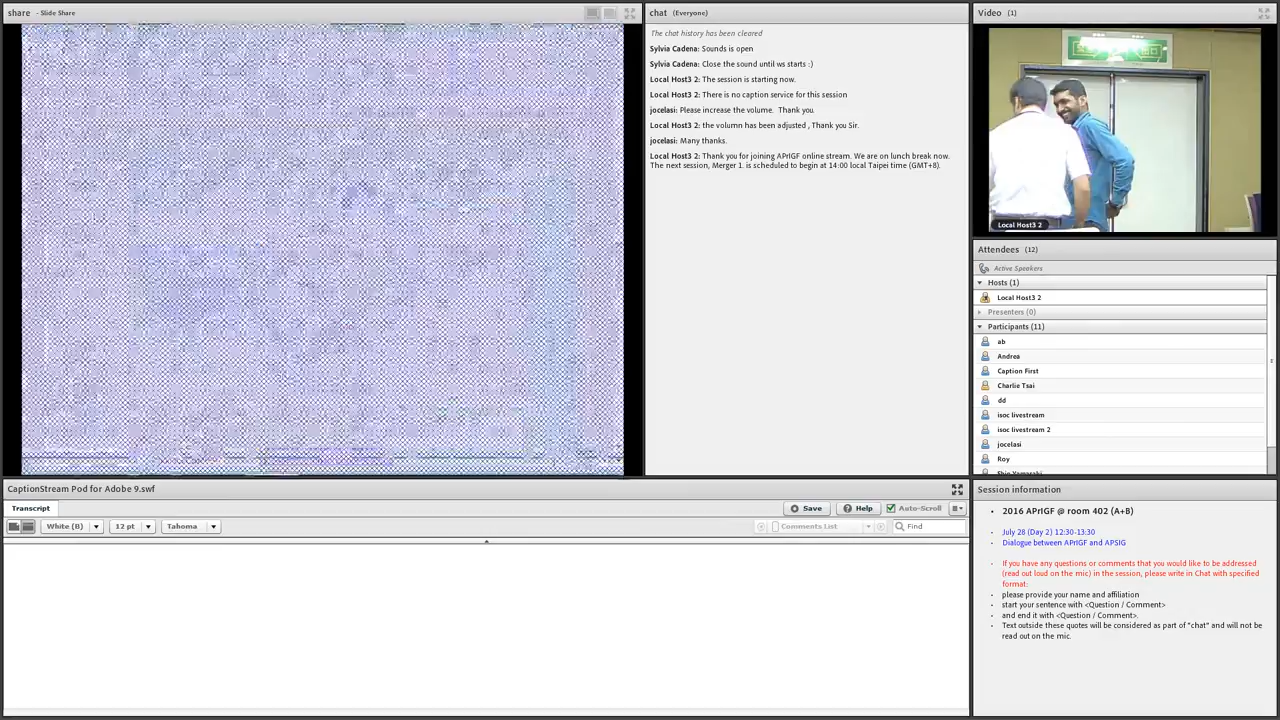 share - Slide Share
chat (Everyone)
The chat history has been cleared
Sylvia Cadena: Sounds is open
Sylvia Cadena: Close the sound until ws starts :)
Local Host3 2: The session is starting now.
Local Host3 2: There is no caption service for this session
jocelasi: Please increase the volume. Thank you.
Local Host3 2: the volumn has been adjusted , Thank you Sir.
jocelasi: Many thanks.
Local Host3 2: Thank you for joining APrIGF online stream. We are on lunch break now.
The next session, Merger 1. is scheduled to begin at 14:00 local Taipei time (GMT+8).
Video (1)
Local Host3 2
Attendees (12)
Active Speakers
Hosts (1)
Local Host3 2
Presenters (0)
Participants (11)
ab
Andrea
Caption First
Charlie Tsai
dd
isoc livestream
isoc livestream 2
jocelasi
Roy
CaptionStream Pod for Adobe 9.swf
Transcript
Save
Help
Auto-Scroll
White (B)
12 pt
Tahoma
Comments List
Find
Session information
• 2016 APrIGF @ room 402 (A+B)
• July 28 (Day 2) 12:30-13:30
• Dialogue between APrIGF and APSIG
• If you have any questions or comments that you would like to be addressed
(read out loud on the mic) in the session, please write in Chat with specified
format:
• please provide your name and affiliation
• start your sentence with <Question / Comment>
• and end it with <Question / Comment>.
• Text outside these quotes will be considered as part of "chat" and will not be
read out on the mic.